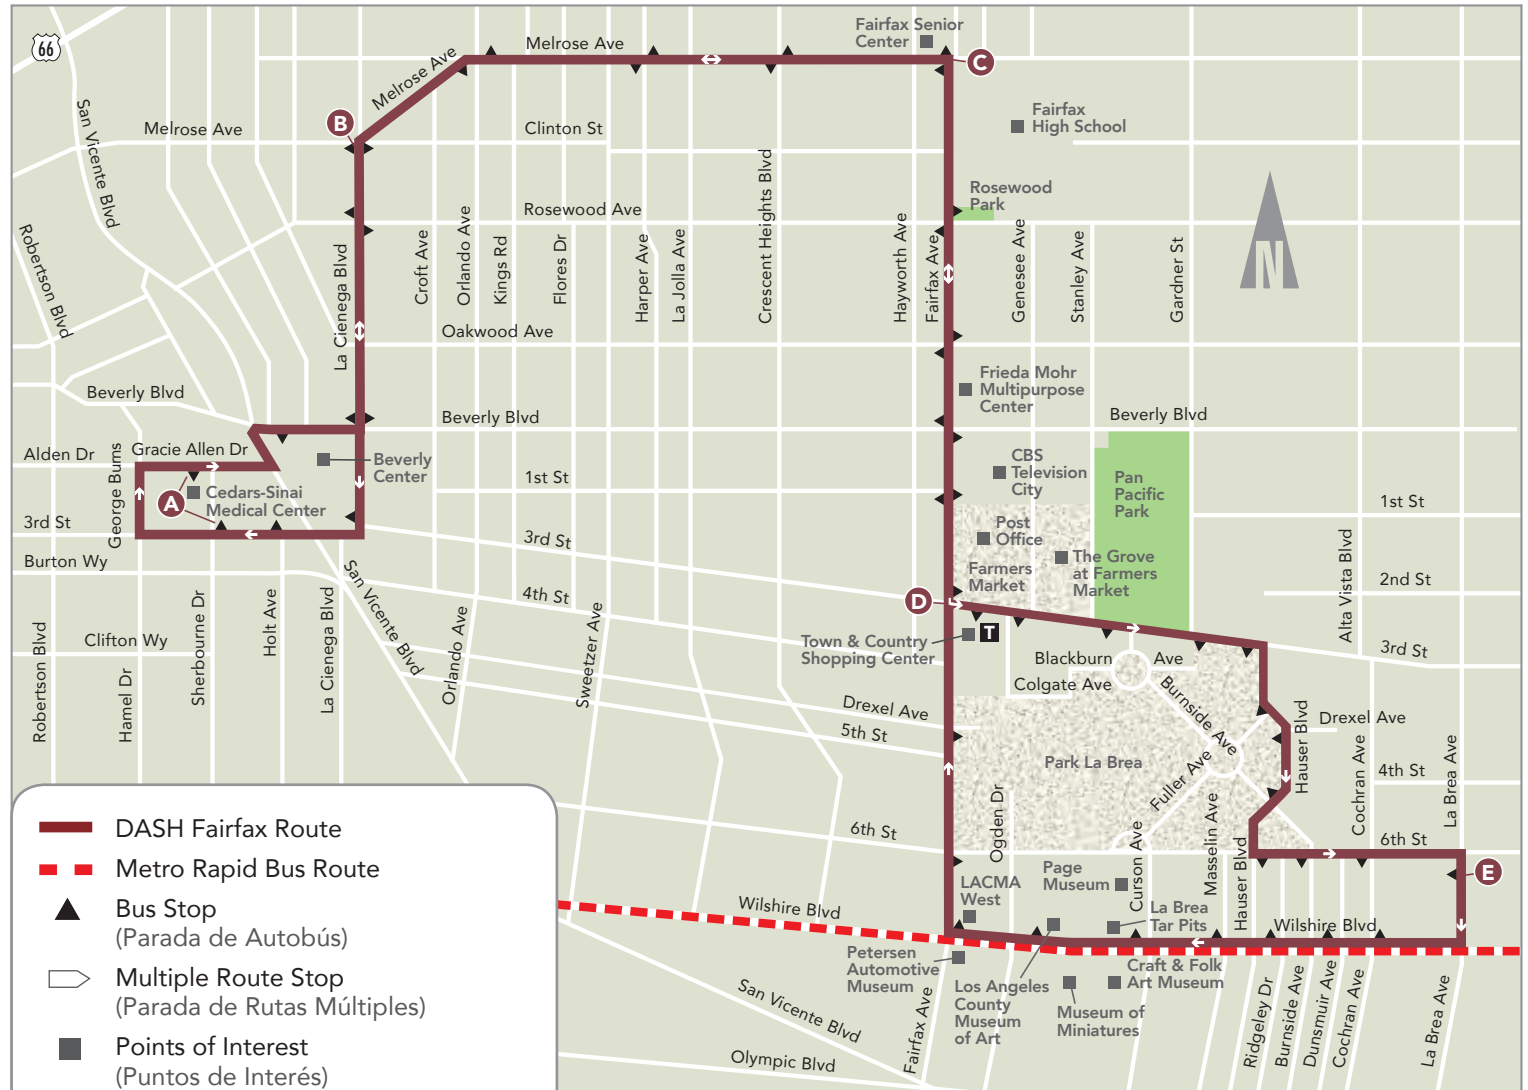 66
Fairfax Senior
Center
Melrose Ave
C
Melrose Ave
B
San Vicente Blvd
Melrose Ave
Clinton St
Fairfax
High School
Crescent Heights Blvd
Rosewood
Park
Rosewood Ave
N
Robertson Blvd
La Cienega Blvd
Croft Ave
Orlando Ave
Kings Rd
Flores Dr
Harper Ave
La Jolla Ave
Hayworth Ave
Fairfax Ave
Genesee Ave
Stanley Ave
Gardner St
Oakwood Ave
Frieda Mohr
Multipurpose
Center
Beverly Blvd
Beverly Blvd
Beverly Blvd
Alden Dr
Gracie Allen Dr
George Burns
Beverly
Center
CBS
Television
City
Pan
Pacific
Park
1st St
1st St
A
Cedars-Sinai
Medical Center
3rd St
3rd St
Post
Office
Burton Wy
Farmers
Market
The Grove
at Farmers
Market
2nd St
Alta Vista Blvd
San Vicente Blvd
4th St
D
Robertson Blvd
Clifton Wy
Hamel Dr
Sherbourne Dr
Holt Ave
La Cienega Blvd
Orlando Ave
Sweetzer Ave
Town & Country
Shopping Center
T
Blackburn Ave
3rd St
Colgate Ave
Burnside Ave
Drexel Ave
Drexel Ave
5th St
Hauser Blvd
Park La Brea
Fuller Ave
Cochran Ave
4th St
La Brea Ave
6th St
Ogden Dr
Curson Ave
Masselin Ave
Hauser Blvd
6th St
E
Page
Museum
LACMA
West
La Brea
Tar Pits
Wilshire Blvd
Wilshire Blvd
Petersen
Automotive
Museum
Los Angeles
County
Museum
of Art
Craft & Folk
Art Museum
Museum of
Miniatures
San Vicente Blvd
Fairfax Ave
Ridgeley Dr
Burnside Ave
Dunsmuir Ave
Cochran Ave
La Brea Ave
Olympic Blvd
DASH Fairfax Route
Metro Rapid Bus Route
Bus Stop
(Parada de Autobús)
Multiple Route Stop
(Parada de Rutas Múltiples)
Points of Interest
(Puntos de Interés)